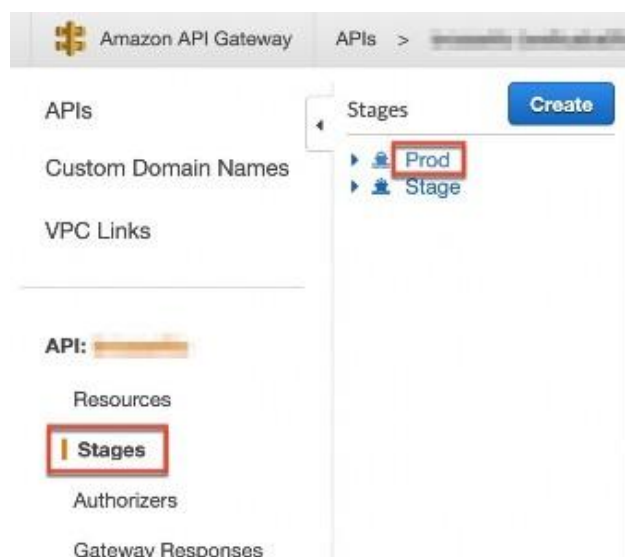 Amazon API Gateway
APIs >
APIs
Custom Domain Names
VPC Links
API:
Resources
Stages
Authorizers
Gateway Responses
Stages
Create
Prod
Stage